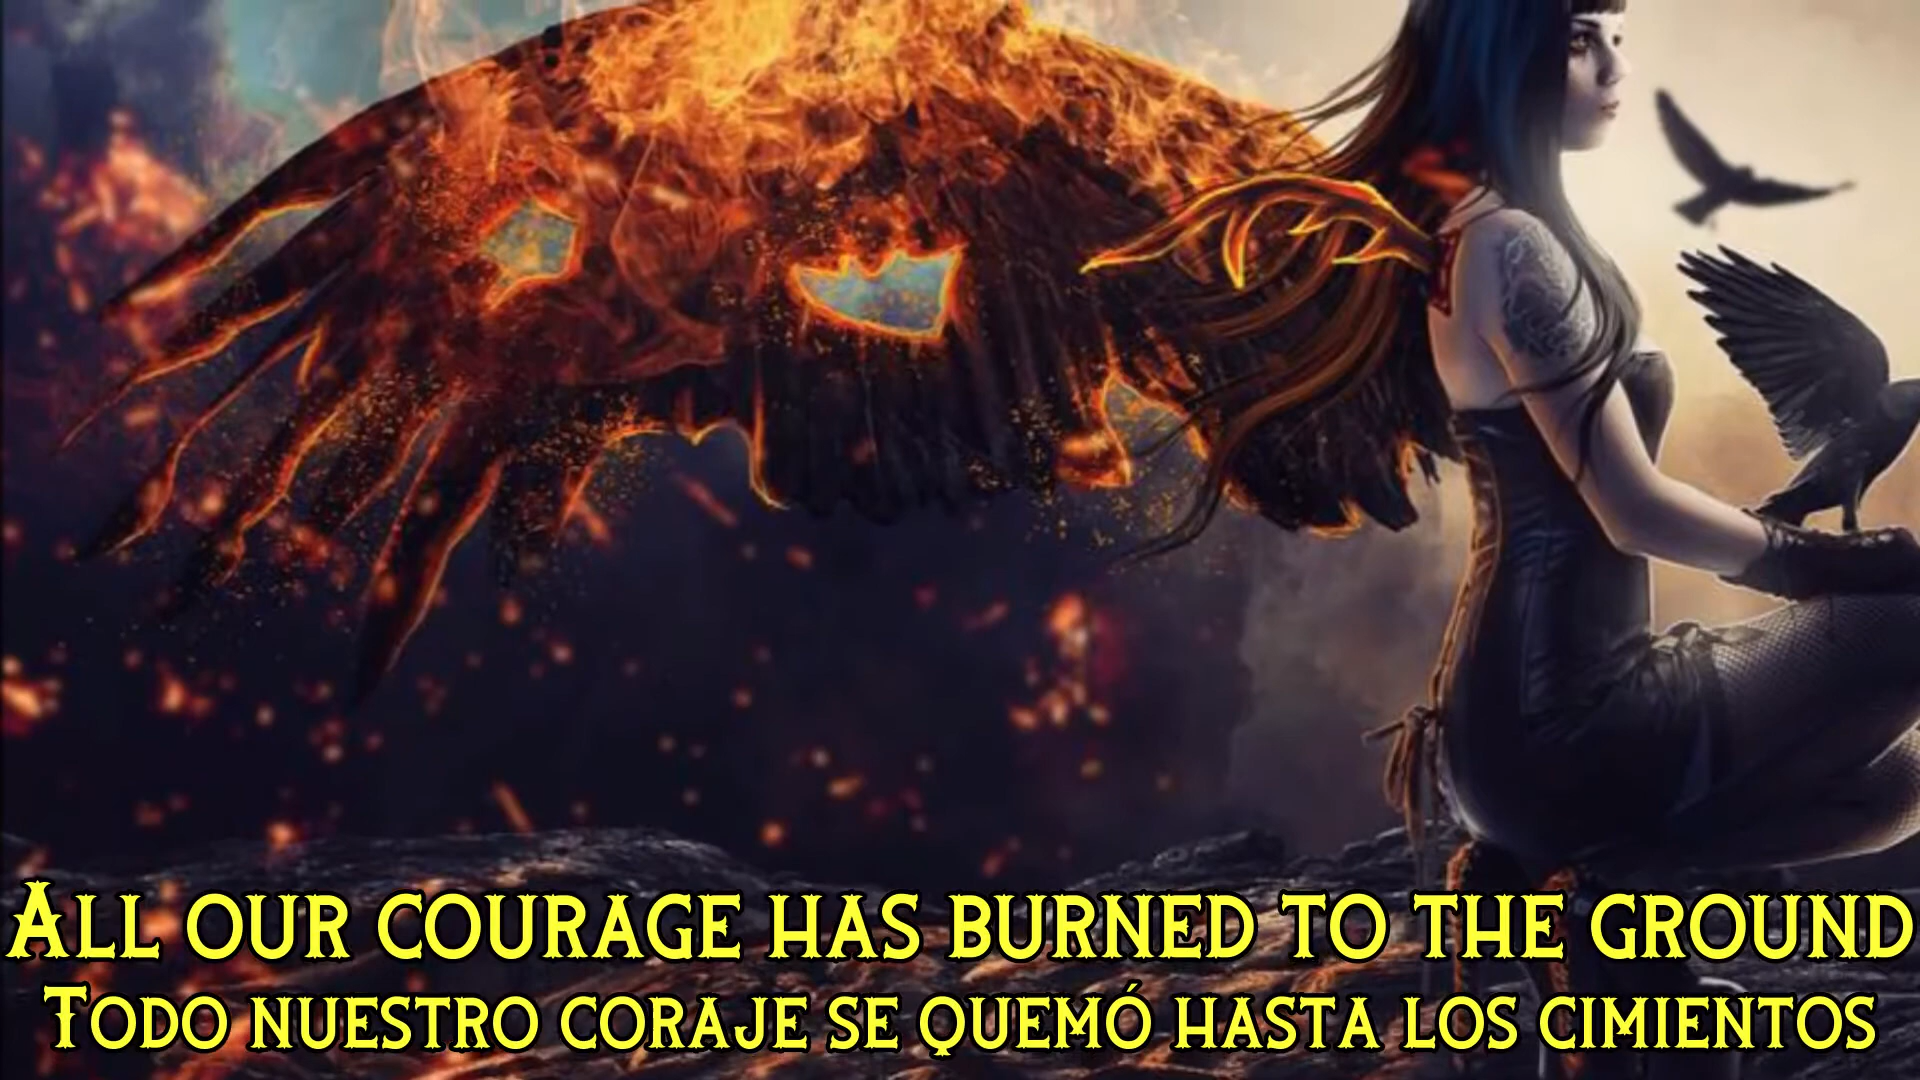 All our courage has burned to the ground
Todo nuestro coraje se quemó hasta los cimientos